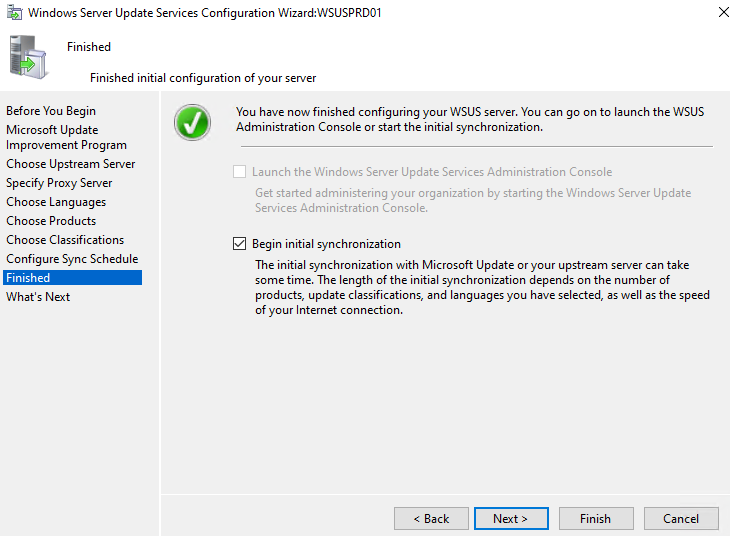 Windows Server Update Services Configuration Wizard:WSUSPRD01
Finished
Finished initial configuration of your server
Before You Begin
Microsoft Update
Improvement Program
Choose Upstream Server
Specify Proxy Server
Choose Languages
Choose Products
Choose Classifications
Configure Sync Schedule
Finished
What's Next
You have now finished configuring your WSUS server. You can go on to launch the WSUS
Administration Console or start the initial synchronization.
Launch the Windows Server Update Services Administration Console
Get started administering your organization by starting the Windows Server Update
Services Administration Console.
Begin initial synchronization
The initial synchronization with Microsoft Update or your upstream server can take
some time. The length of the initial synchronization depends on the number of
products, update classifications, and languages you have selected, as well as the speed
of your Internet connection.
< Back
Next >
Finish
Cancel